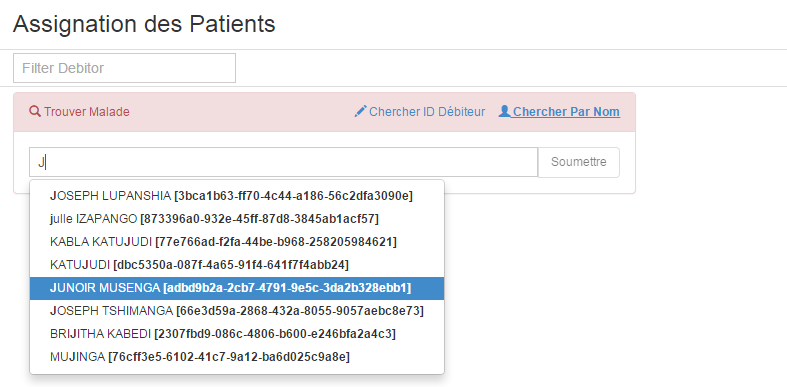 Assignation des Patients
Filter Debitor
Trouver Malade Chercher ID Débiteur Chercher Par Nom
J Soumettre
JOSEPH LUPANSHIA [3bca1b63-ff70-4c44-a186-56c2dfa3090e]
julle IZAPANGO [873396a0-932e-45ff-87d8-3845ab1acf57]
KABLA KATUJUDI [77e766ad-f2fa-44be-b968-258205984621]
KATUJUDI [dbc5350a-087f-4a65-91f4-641f7f4abb24]
JUNOIR MUSENGA [adbd9b2a-2cb7-4791-9e5c-3da2b328ebb1]
JOSEPH TSHIMANGA [66e3d59a-2868-432a-8055-9057aebc8e73]
BRIJITHA KABEDI [2307fbd9-086c-4806-b600-e246bfa2a4c3]
MUJINGA [76cff3e5-6102-41c7-9a12-ba6d025c9a8e]